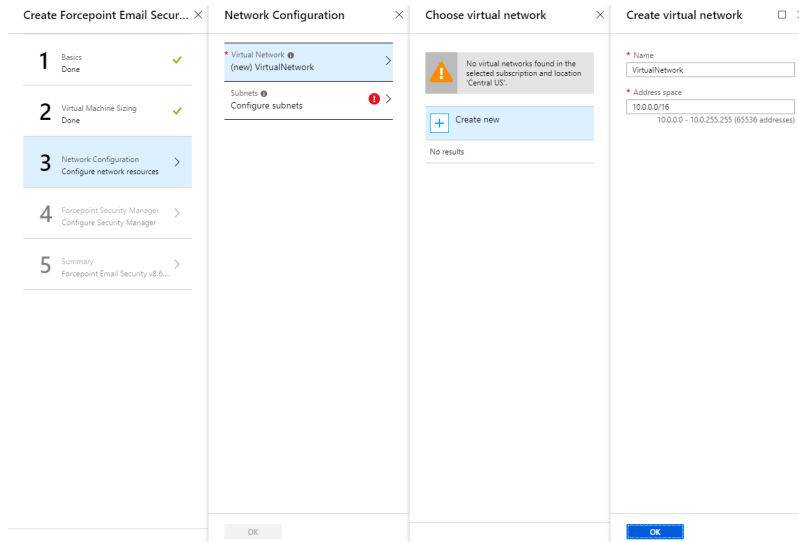 Create Forcepoint Email Secur...
1
Basics
Done
2
Virtual Machine Sizing
Done
3
Network Configuration
Configure network resources
4
Forcepoint Security Manager
Configure Security Manager
5
Summary
Forcepoint Email Security v8.6....
Network Configuration
* Virtual Network
(new) VirtualNetwork
Subnets
Configure subnets
OK
Choose virtual network
No virtual networks found in the
selected subscription and location
'Central US'.
Create new
No results
Create virtual network
* Name
VirtualNetwork
* Address space
10.0.0.0/16
10.0.0.0 - 10.0.255.255 (65536 addresses)
OK